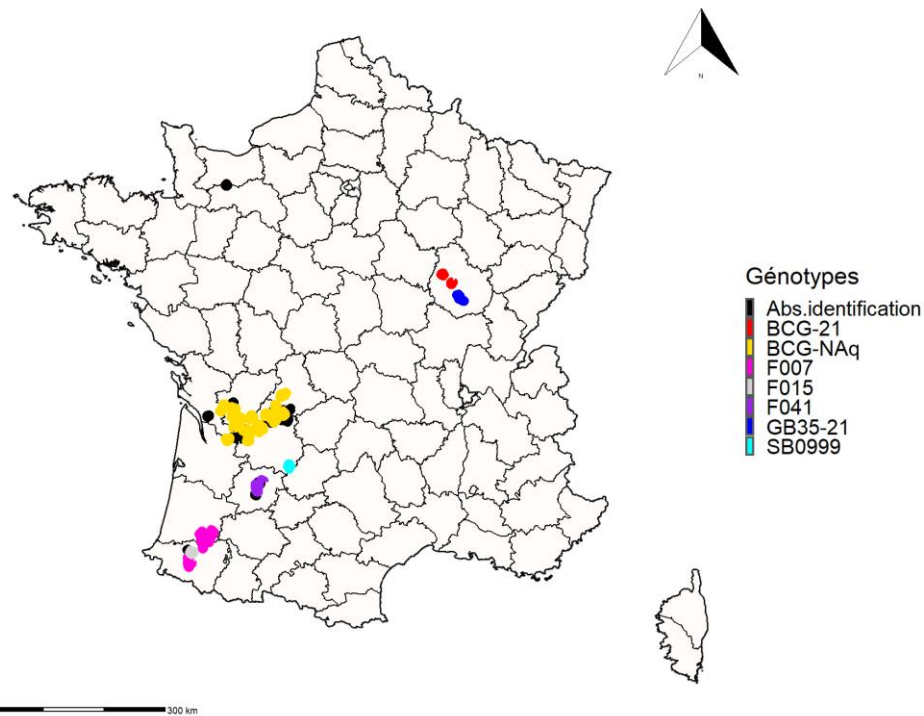 N
Génotypes
Abs.identification
BCG-21
BCG-NAq
F007
F015
F041
GB35-21
SB0999
300 km